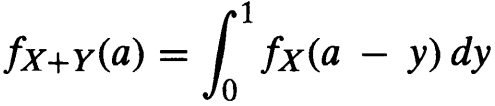 f_{X+Y}(a) = \int_0^1 f_X(a - y) dy